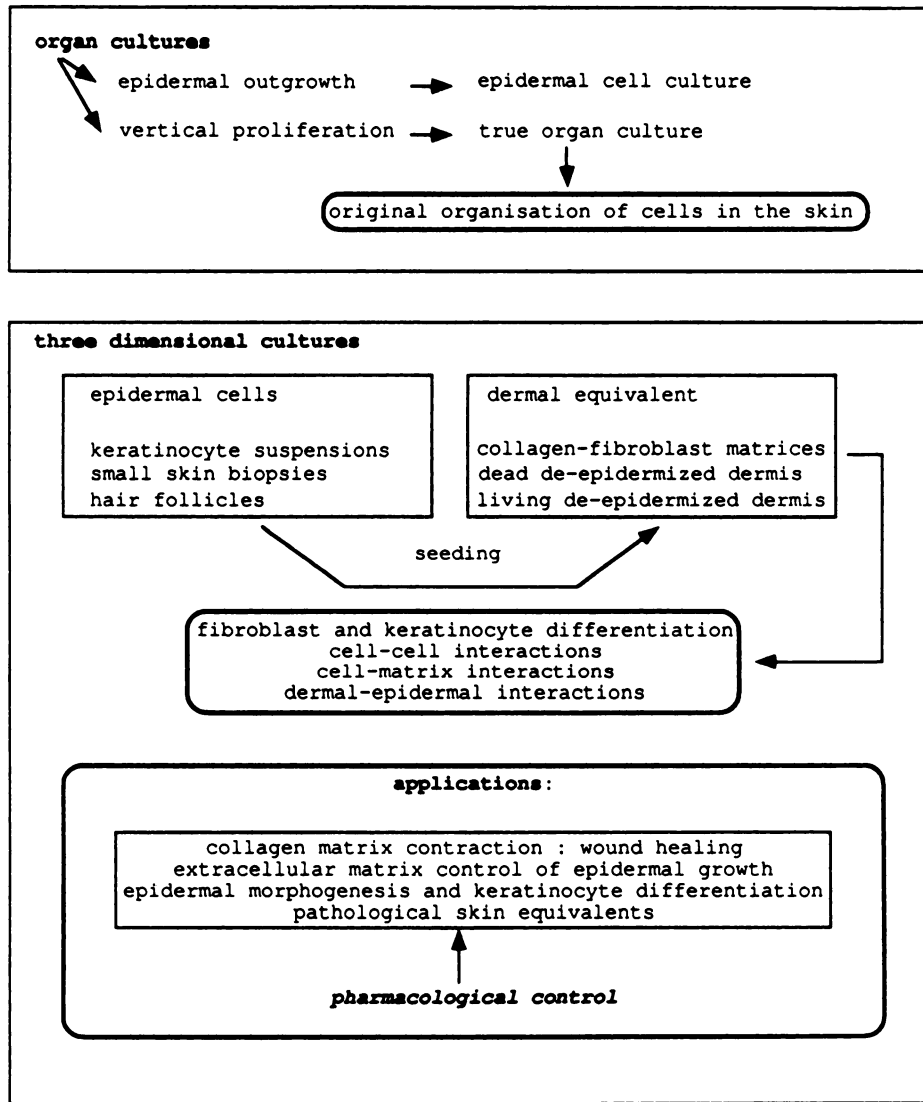 organ cultures
epidermal outgrowth epidermal cell culture
vertical proliferation true organ culture
original organisation of cells in the skin
three dimensional cultures
epidermal cells
keratinocyte suspensions
small skin biopsies
hair follicles
dermal equivalent
collagen-fibroblast matrices
dead de-epidermized dermis
living de-epidermized dermis
seeding
fibroblast and keratinocyte differentiation
cell-cell interactions
cell-matrix interactions
dermal-epidermal interactions
applications:
collagen matrix contraction : wound healing
extracellular matrix control of epidermal growth
epidermal morphogenesis and keratinocyte differentiation
pathological skin equivalents
pharmacological control